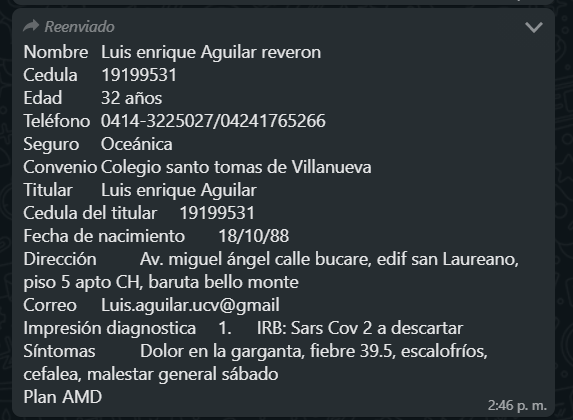 Reenviado
Nombre Luis enrique Aguilar reveron
Cedula 19199531
Edad 32 años
Teléfono 0414-3225027/04241765266
Seguro Oceánica
Convenio Colegio santo tomas de Villanueva
Titular Luis enrique Aguilar
Cedula del titular 19199531
Fecha de nacimiento 18/10/88
Dirección Av. miguel ángel calle bucare, edif san Laureano,
piso 5 apto CH, baruta bello monte
Correo Luis.aguilar.ucv@gmail
Impresión diagnostica 1. IRB: Sars Cov 2 a descartar
Síntomas Dolor en la garganta, fiebre 39.5, escalofríos,
cefalea, malestar general sábado
Plan AMD
2:46 p. m.